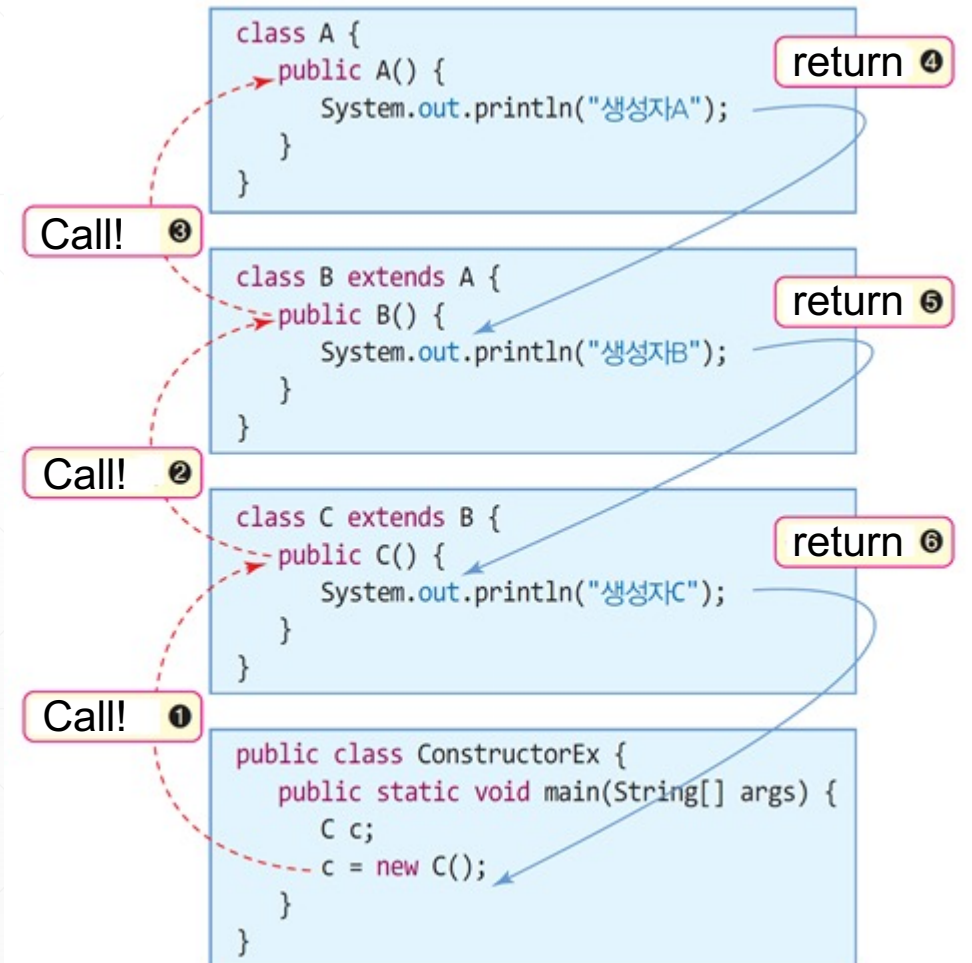 class A {
public A() {
System.out.println("생성자A");
}
}
return ❹
Call! ❸
class B extends A {
public B() {
System.out.println("생성자B");
}
}
return ❺
Call! ❷
class C extends B {
public C() {
System.out.println("생성자C");
}
}
return ❻
Call! ❶
public class ConstructorEx {
public static void main(String[] args) {
C c;
c = new C();
}
}